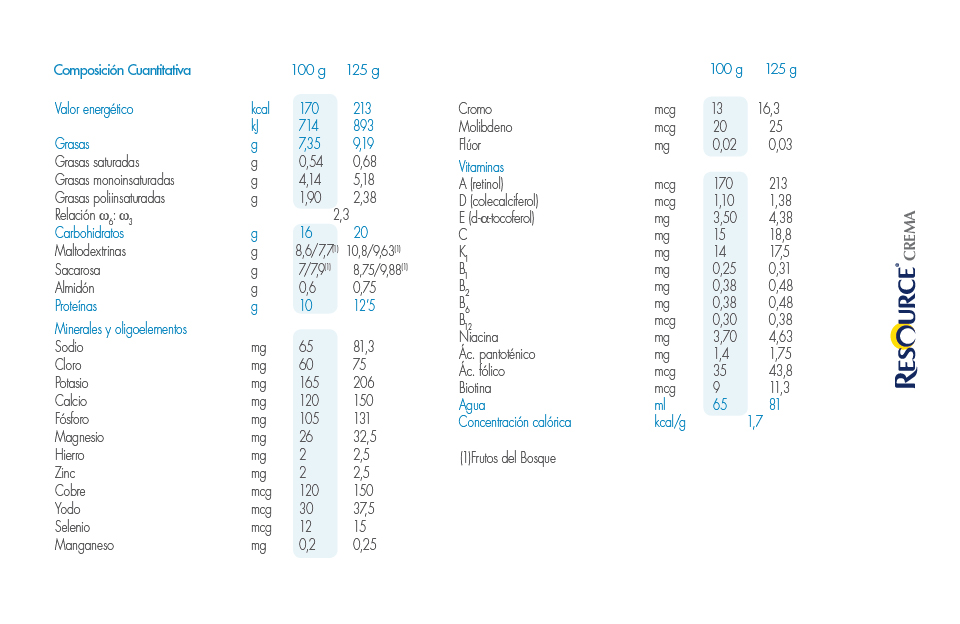 Composición Cuantitativa 100 g 125 g
Valor energético kcal 170 213
kJ 714 893
Grasas g 7,35 9,19
Grasas saturadas g 0,54 0,68
Grasas monoinsaturadas g 4,14 5,18
Grasas poliinsaturadas g 1,90 2,38
Relación ω6: ω3 2,3
Carbohidratos g 16 20
Maltodextrinas g 8,6/7,7(1) 10,8/9,63(1)
Sacarosa g 7/7,9(1) 8,75/9,88(1)
Almidón g 0,6 0,75
Proteínas g 10 12'5
Minerales y oligoelementos
Sodio mg 65 81,3
Cloro mg 60 75
Potasio mg 165 206
Calcio mg 120 150
Fósforo mg 105 131
Magnesio mg 26 32,5
Hierro mg 2 2,5
Zinc mg 2 2,5
Cobre mcg 120 150
Yodo mcg 30 37,5
Selenio mcg 12 15
Manganeso mg 0,2 0,25
100 g 125 g
Cromo mcg 13 16,3
Molibdeno mcg 20 25
Flúor mg 0,02 0,03
Vitaminas
A (retinol) mcg 170 213
D (colecalciferol) mcg 1,10 1,38
E (d-α-tocoferol) mg 3,50 4,38
C mg 15 18,8
K1 mg 14 17,5
B1 mg 0,25 0,31
B2 mg 0,38 0,48
B6 mg 0,38 0,48
B12 mcg 0,30 0,38
Niacina mg 3,70 4,63
Ác. pantoténico mg 1,4 1,75
Ác. fólico mcg 35 43,8
Biotina mcg 9 11,3
Agua ml 65 81
Concentración calórica kcal/g 1,7
(1)Frutos del Bosque
RESOURCE® CREMA